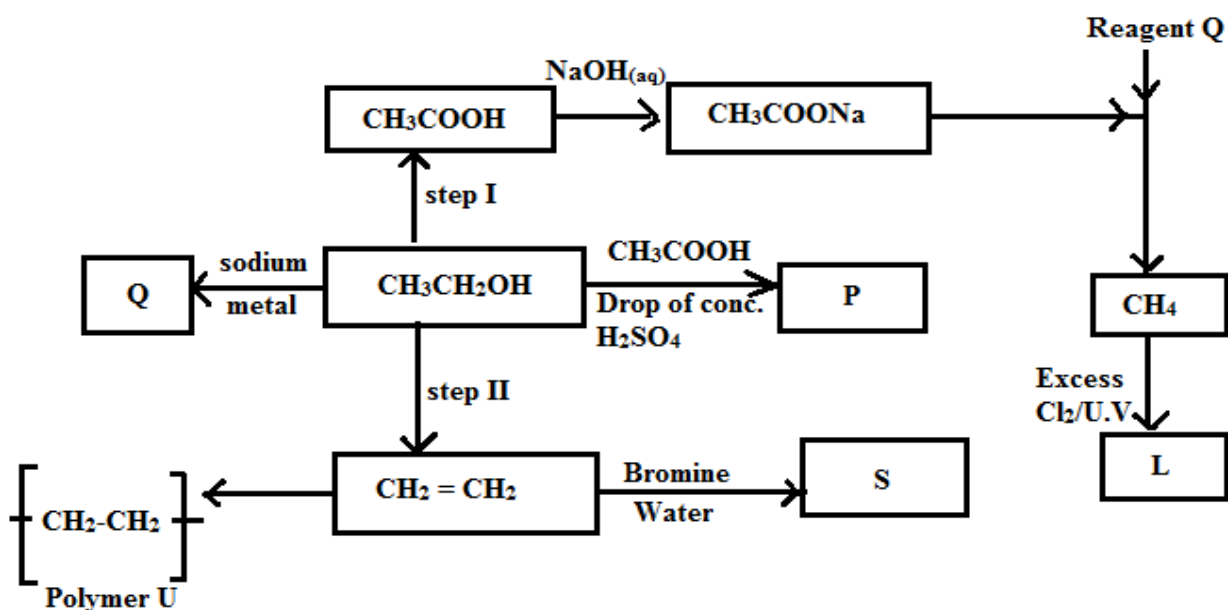 Reagent Q
NaOH(aq)
CH₃COOH
CH₃COONa
step I
sodium
metal
Q
CH₃CH₂OH
CH₃COOH
Drop of conc.
H₂SO₄
P
CH₄
step II
Excess
Cl₂/U.V
L
CH₂ = CH₂
Bromine
Water
S
CH₂-CH₂
Polymer U